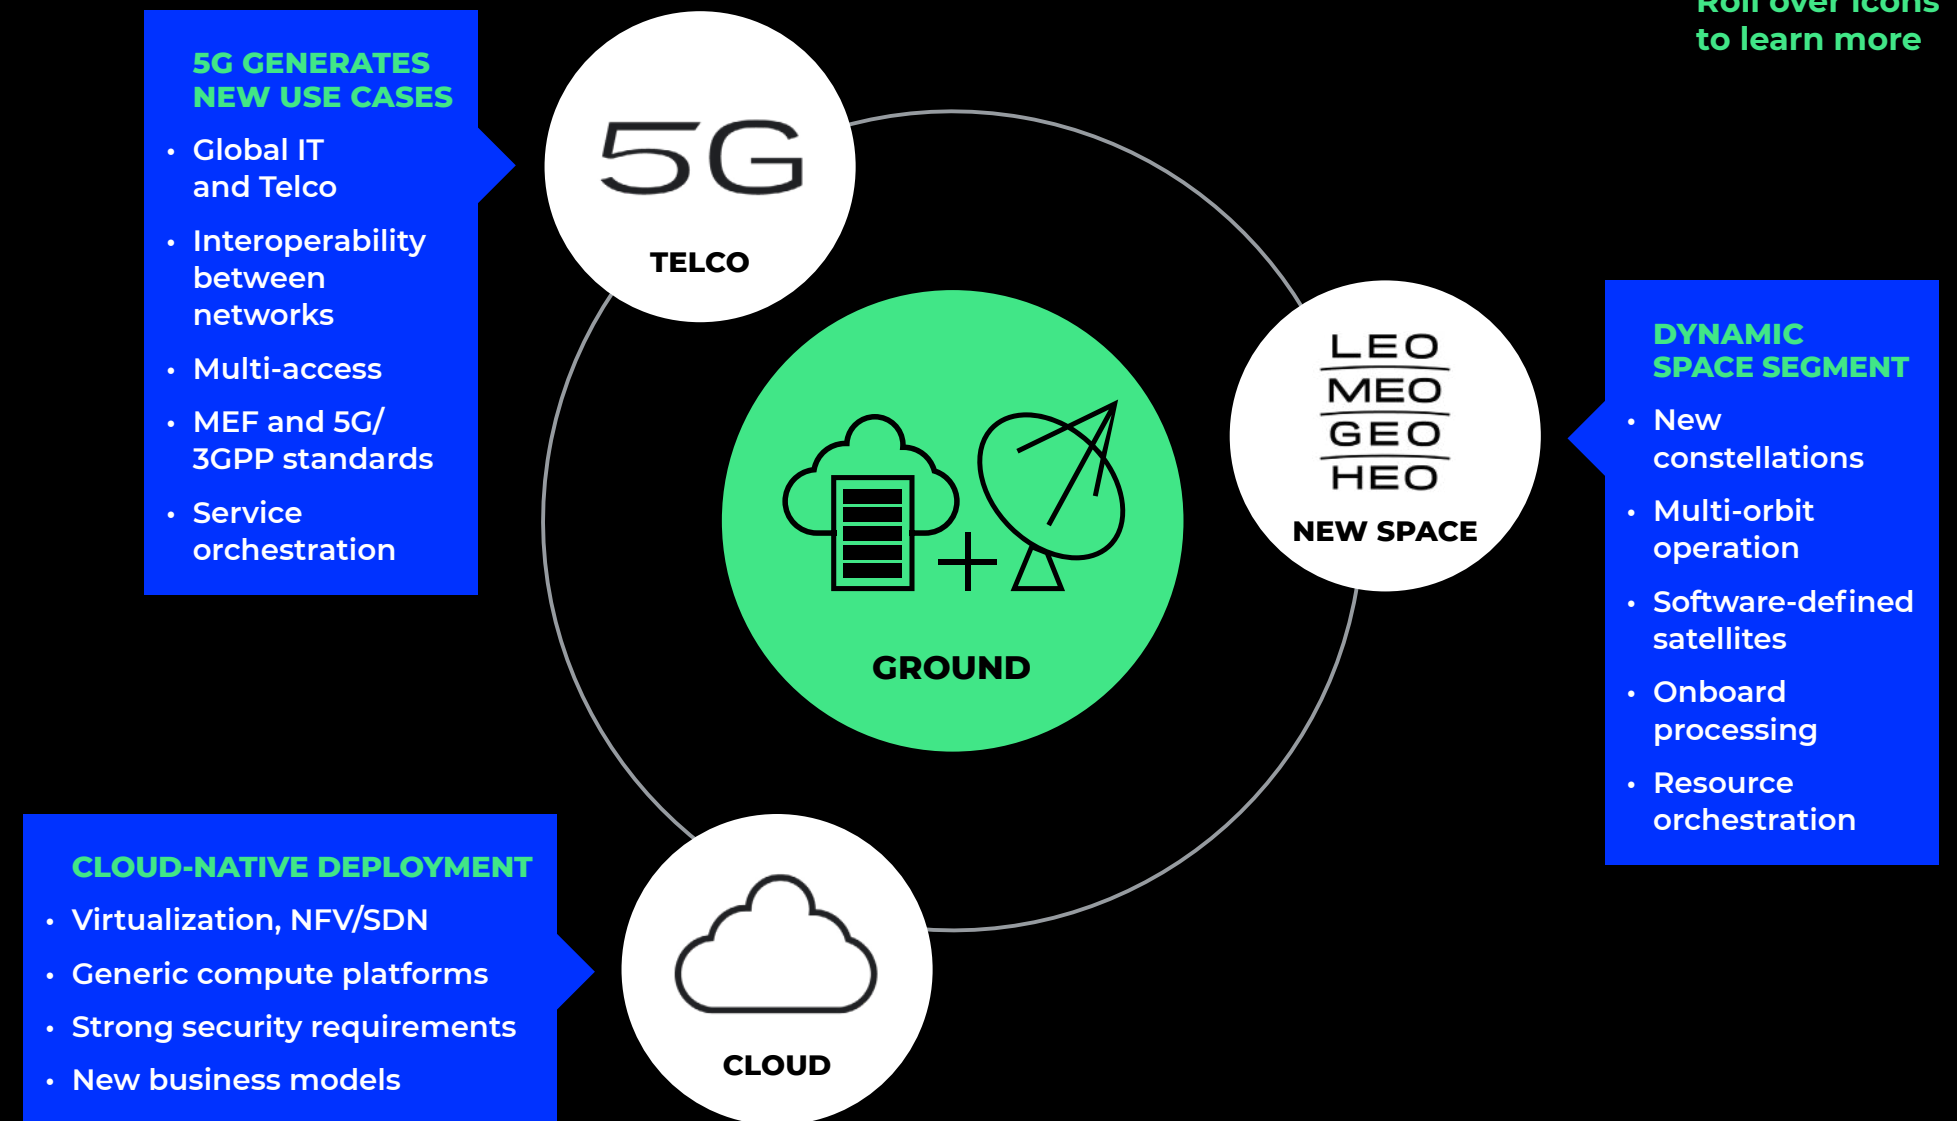 Roll over icons
to learn more
5G GENERATES
NEW USE CASES
• Global IT
and Telco
• Interoperability
between
networks
• Multi-access
• MEF and 5G/
3GPP standards
• Service
orchestration
5G
TELCO
LEO
MEO
GEO
HEO
NEW SPACE
DYNAMIC
SPACE SEGMENT
• New
constellations
• Multi-orbit
operation
• Software-defined
satellites
• Onboard
processing
• Resource
orchestration
GROUND
CLOUD-NATIVE DEPLOYMENT
• Virtualization, NFV/SDN
• Generic compute platforms
• Strong security requirements
• New business models
CLOUD